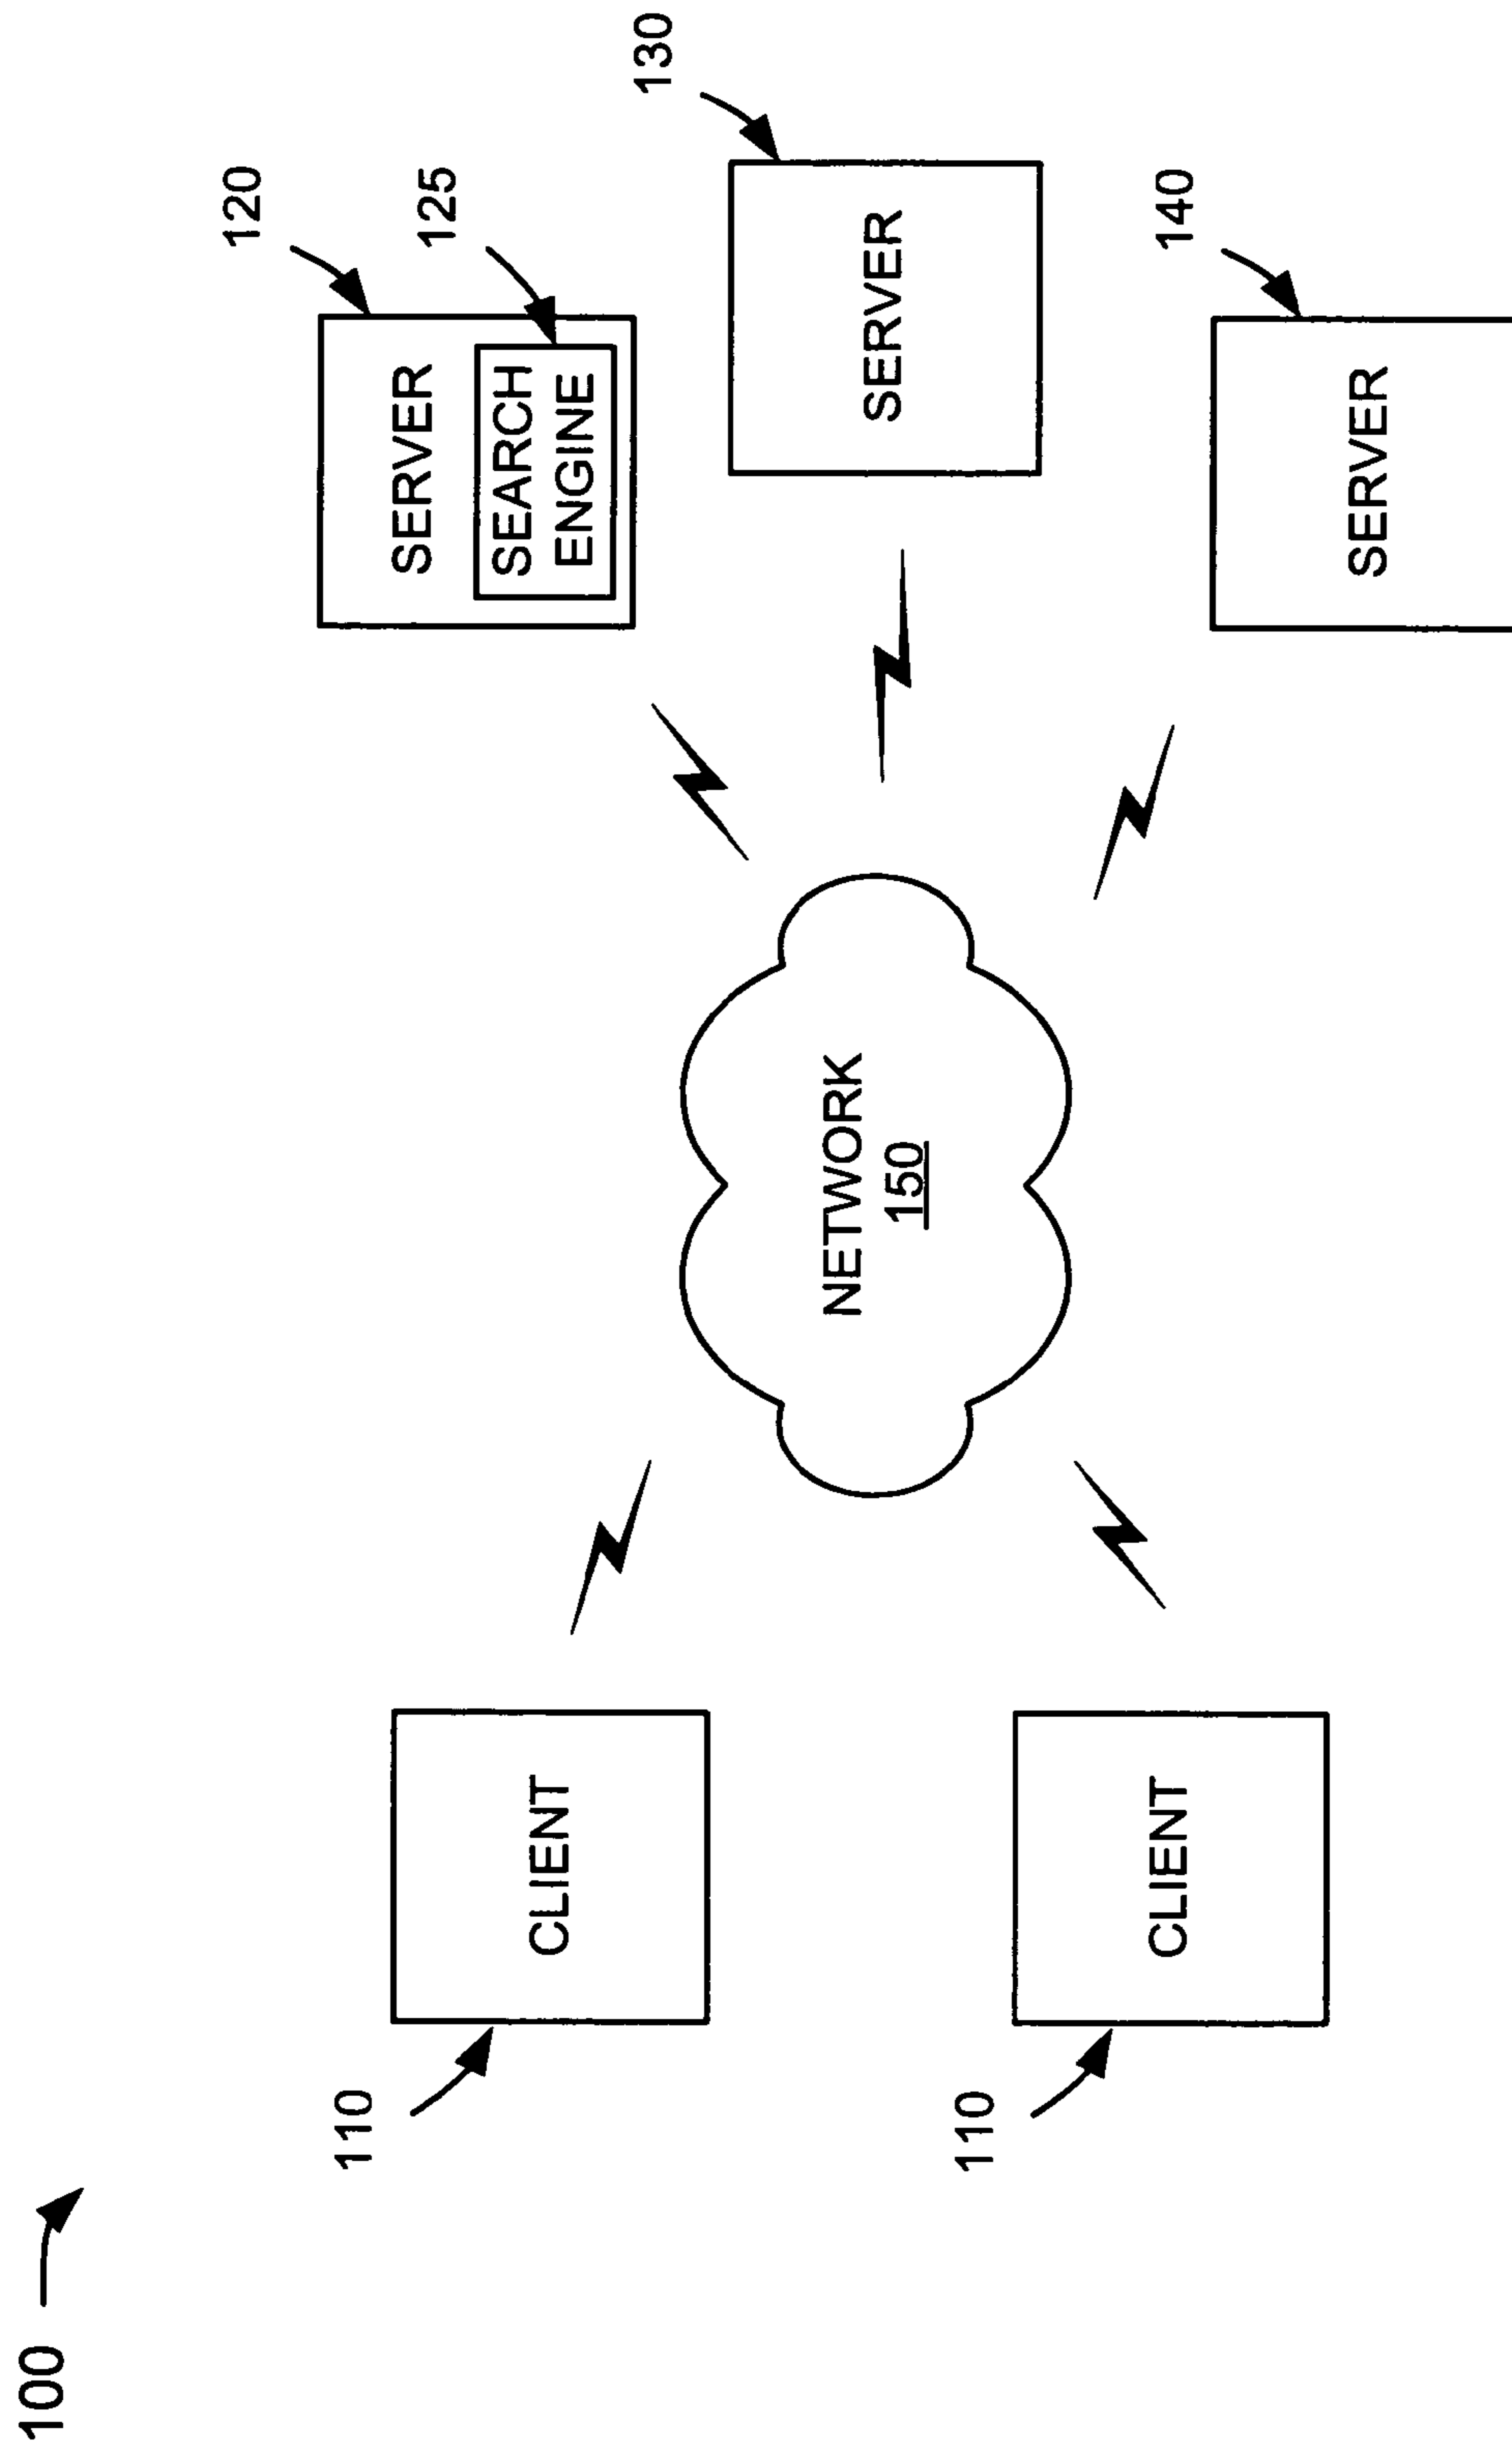 100
110
CLIENT
110
CLIENT
NETWORK
150
120
SERVER
125
SEARCH
ENGINE
130
SERVER
140
SERVER